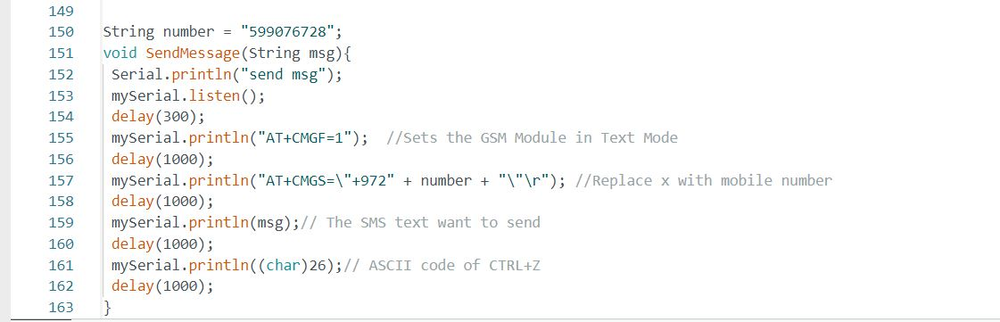 149
150 String number = "599076728";
151 void SendMessage(String msg){
152 Serial.println("send msg");
153 mySerial.listen();
154 delay(300);
155 mySerial.println("AT+CMGF=1");  //Sets the GSM Module in Text Mode
156 delay(1000);
157 mySerial.println("AT+CMGS=\"+972" + number + "\"\r"); //Replace x with mobile number
158 delay(1000);
159 mySerial.println(msg);// The SMS text want to send
160 delay(1000);
161 mySerial.println((char)26);// ASCII code of CTRL+Z
162 delay(1000);
163 }